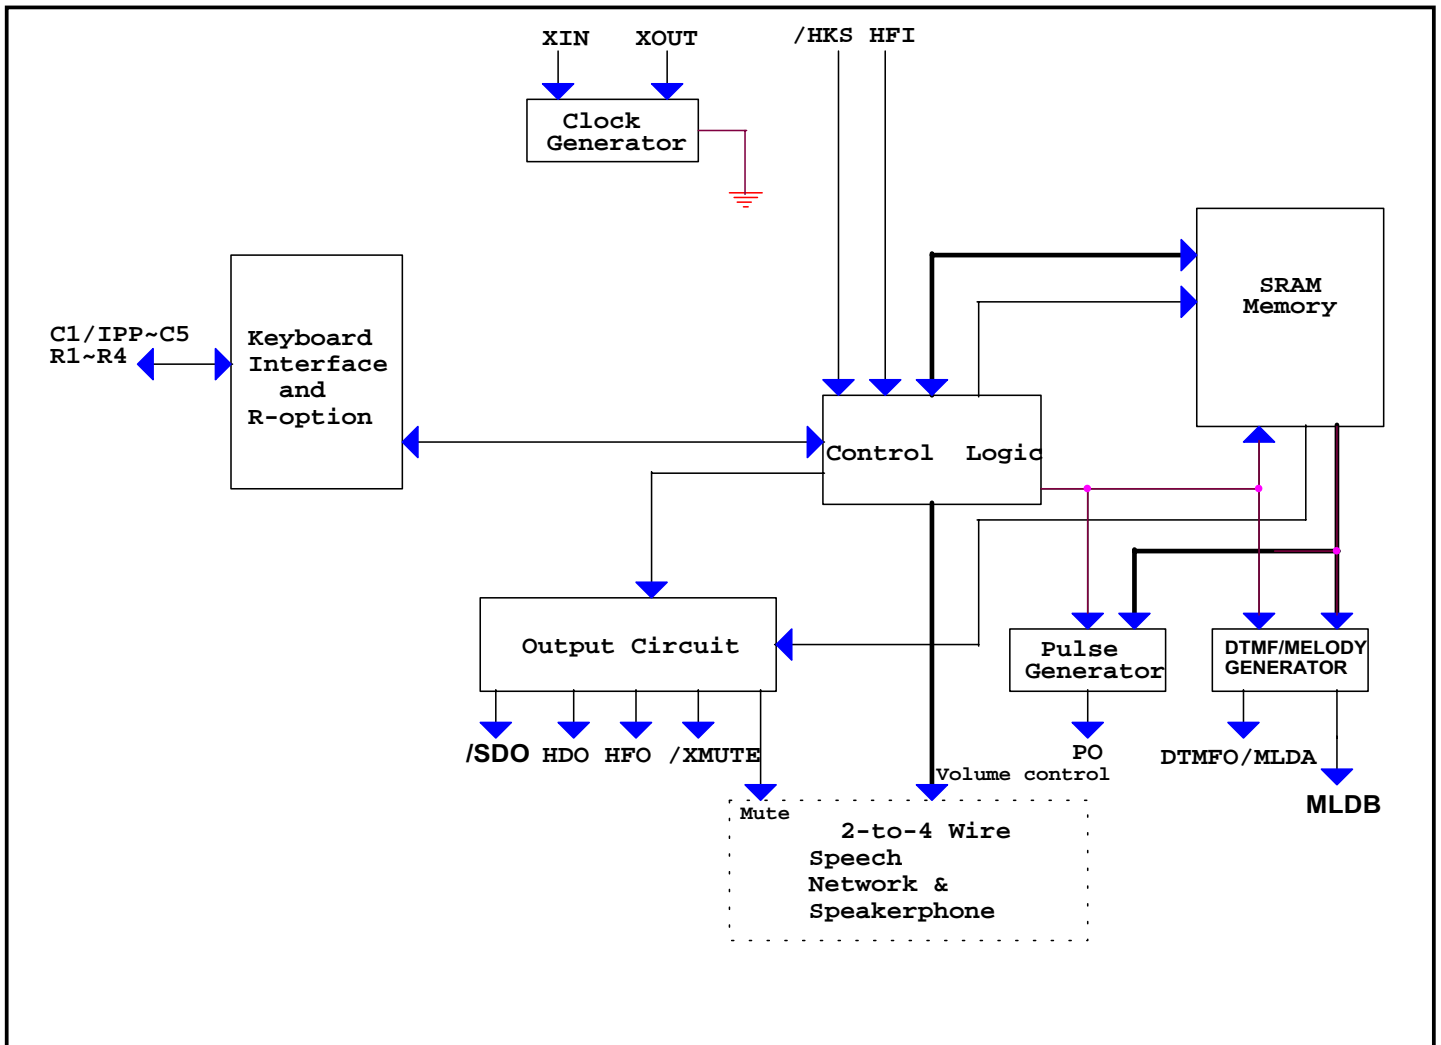 XIN XOUT
/HKS HFI
Clock
Generator
SRAM
Memory
C1/IPP~C5
R1~R4
Keyboard
Interface
and
R-option
Control Logic
Output Circuit
Pulse
Generator
DTMF/MELODY
GENERATOR
/SDO HDO HFO /XMUTE
PO
DTMFO/MLDA
MLDB
Volume control
Mute
2-to-4 Wire
Speech
Network &
Speakerphone